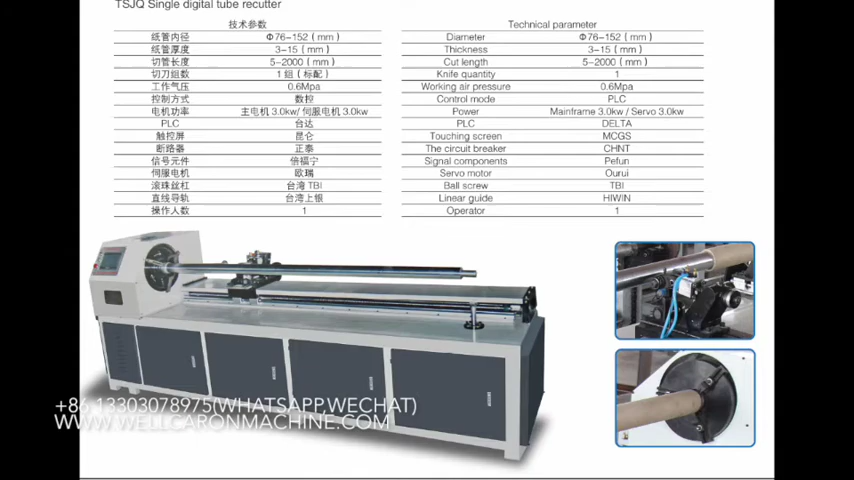 TSJQ Single digital tube recutter
技术参数
纸管内径 Φ76-152（mm）
纸管厚度 3-15（mm）
切管长度 5-2000（mm）
切刀组数 1 组（标配）
工作气压 0.6Mpa
控制方式 数控
电机功率 主电机 3.0kw/ 伺服电机 3.0kw
PLC 台达
触控屏 昆仑
断路器 正泰
信号元件 倍福宁
伺服电机 欧瑞
滚珠丝杠 台湾 TBI
直线导轨 台湾上银
操作人数 1
Technical parameter
Diameter Φ76-152（mm）
Thickness 3-15（mm）
Cut length 5-2000（mm）
Knife quantity 1
Working air pressure 0.6Mpa
Control mode PLC
Power Mainframe 3.0kw / Servo 3.0kw
PLC DELTA
Touching screen MCGS
The circuit breaker CHNT
Signal components Pefun
Servo motor Ourui
Ball screw TBI
Linear guide HIWIN
Operator 1
+86 13303078975(WHATSAPP,WECHAT)
WWW.WELLCARONMACHINE.COM